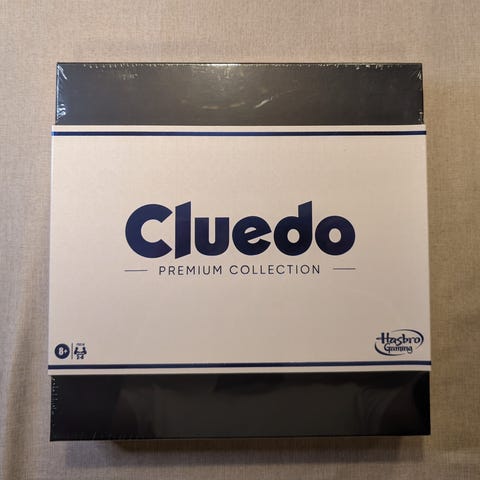 Cluedo
PREMIUM COLLECTION
8+
Hasbro
Gaming